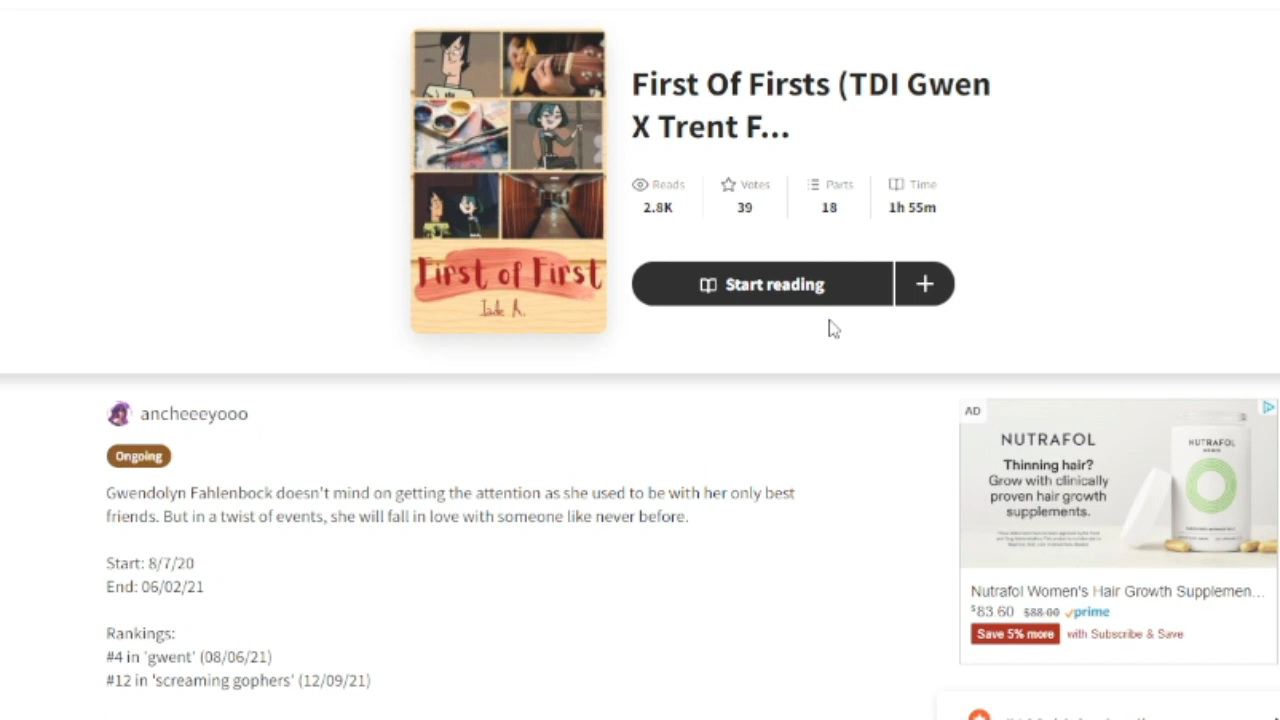 First Of Firsts (TDI Gwen
X Trent F...
Reads
2.8K
Votes
39
Parts
18
Time
1h 55m
Start reading
+
First of First
Jade A.
ancheeeyooo
Ongoing
Gwendolyn Fahlenbock doesn't mind on getting the attention as she used to be with her only best
friends. But in a twist of events, she will fall in love with someone like never before.
Start: 8/7/20
End: 06/02/21
Rankings:
#4 in 'gwent' (08/06/21)
#12 in 'screaming gophers' (12/09/21)
AD
NUTRAFOL
Thinning hair?
Grow with clinically
proven hair growth
supplements.
NUTRAFOL
Nutrafol Women's Hair Growth Supplemen...
$83.60 $88.00 prime
Save 5% more with Subscribe & Save